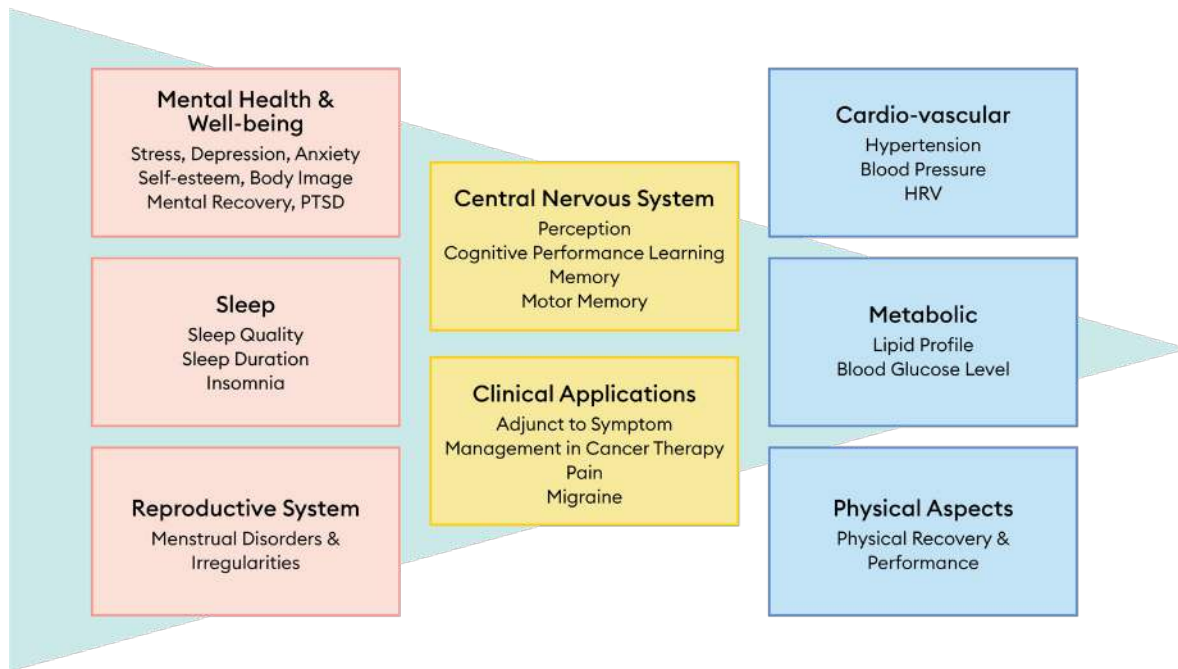 Mental Health &
Well-being
Stress, Depression, Anxiety
Self-esteem, Body Image
Mental Recovery, PTSD
Sleep
Sleep Quality
Sleep Duration
Insomnia
Reproductive System
Menstrual Disorders &
Irregularities
Central Nervous System
Perception
Cognitive Performance Learning
Memory
Motor Memory
Clinical Applications
Adjunct to Symptom
Management in Cancer Therapy
Pain
Migraine
Cardio-vascular
Hypertension
Blood Pressure
HRV
Metabolic
Lipid Profile
Blood Glucose Level
Physical Aspects
Physical Recovery &
Performance